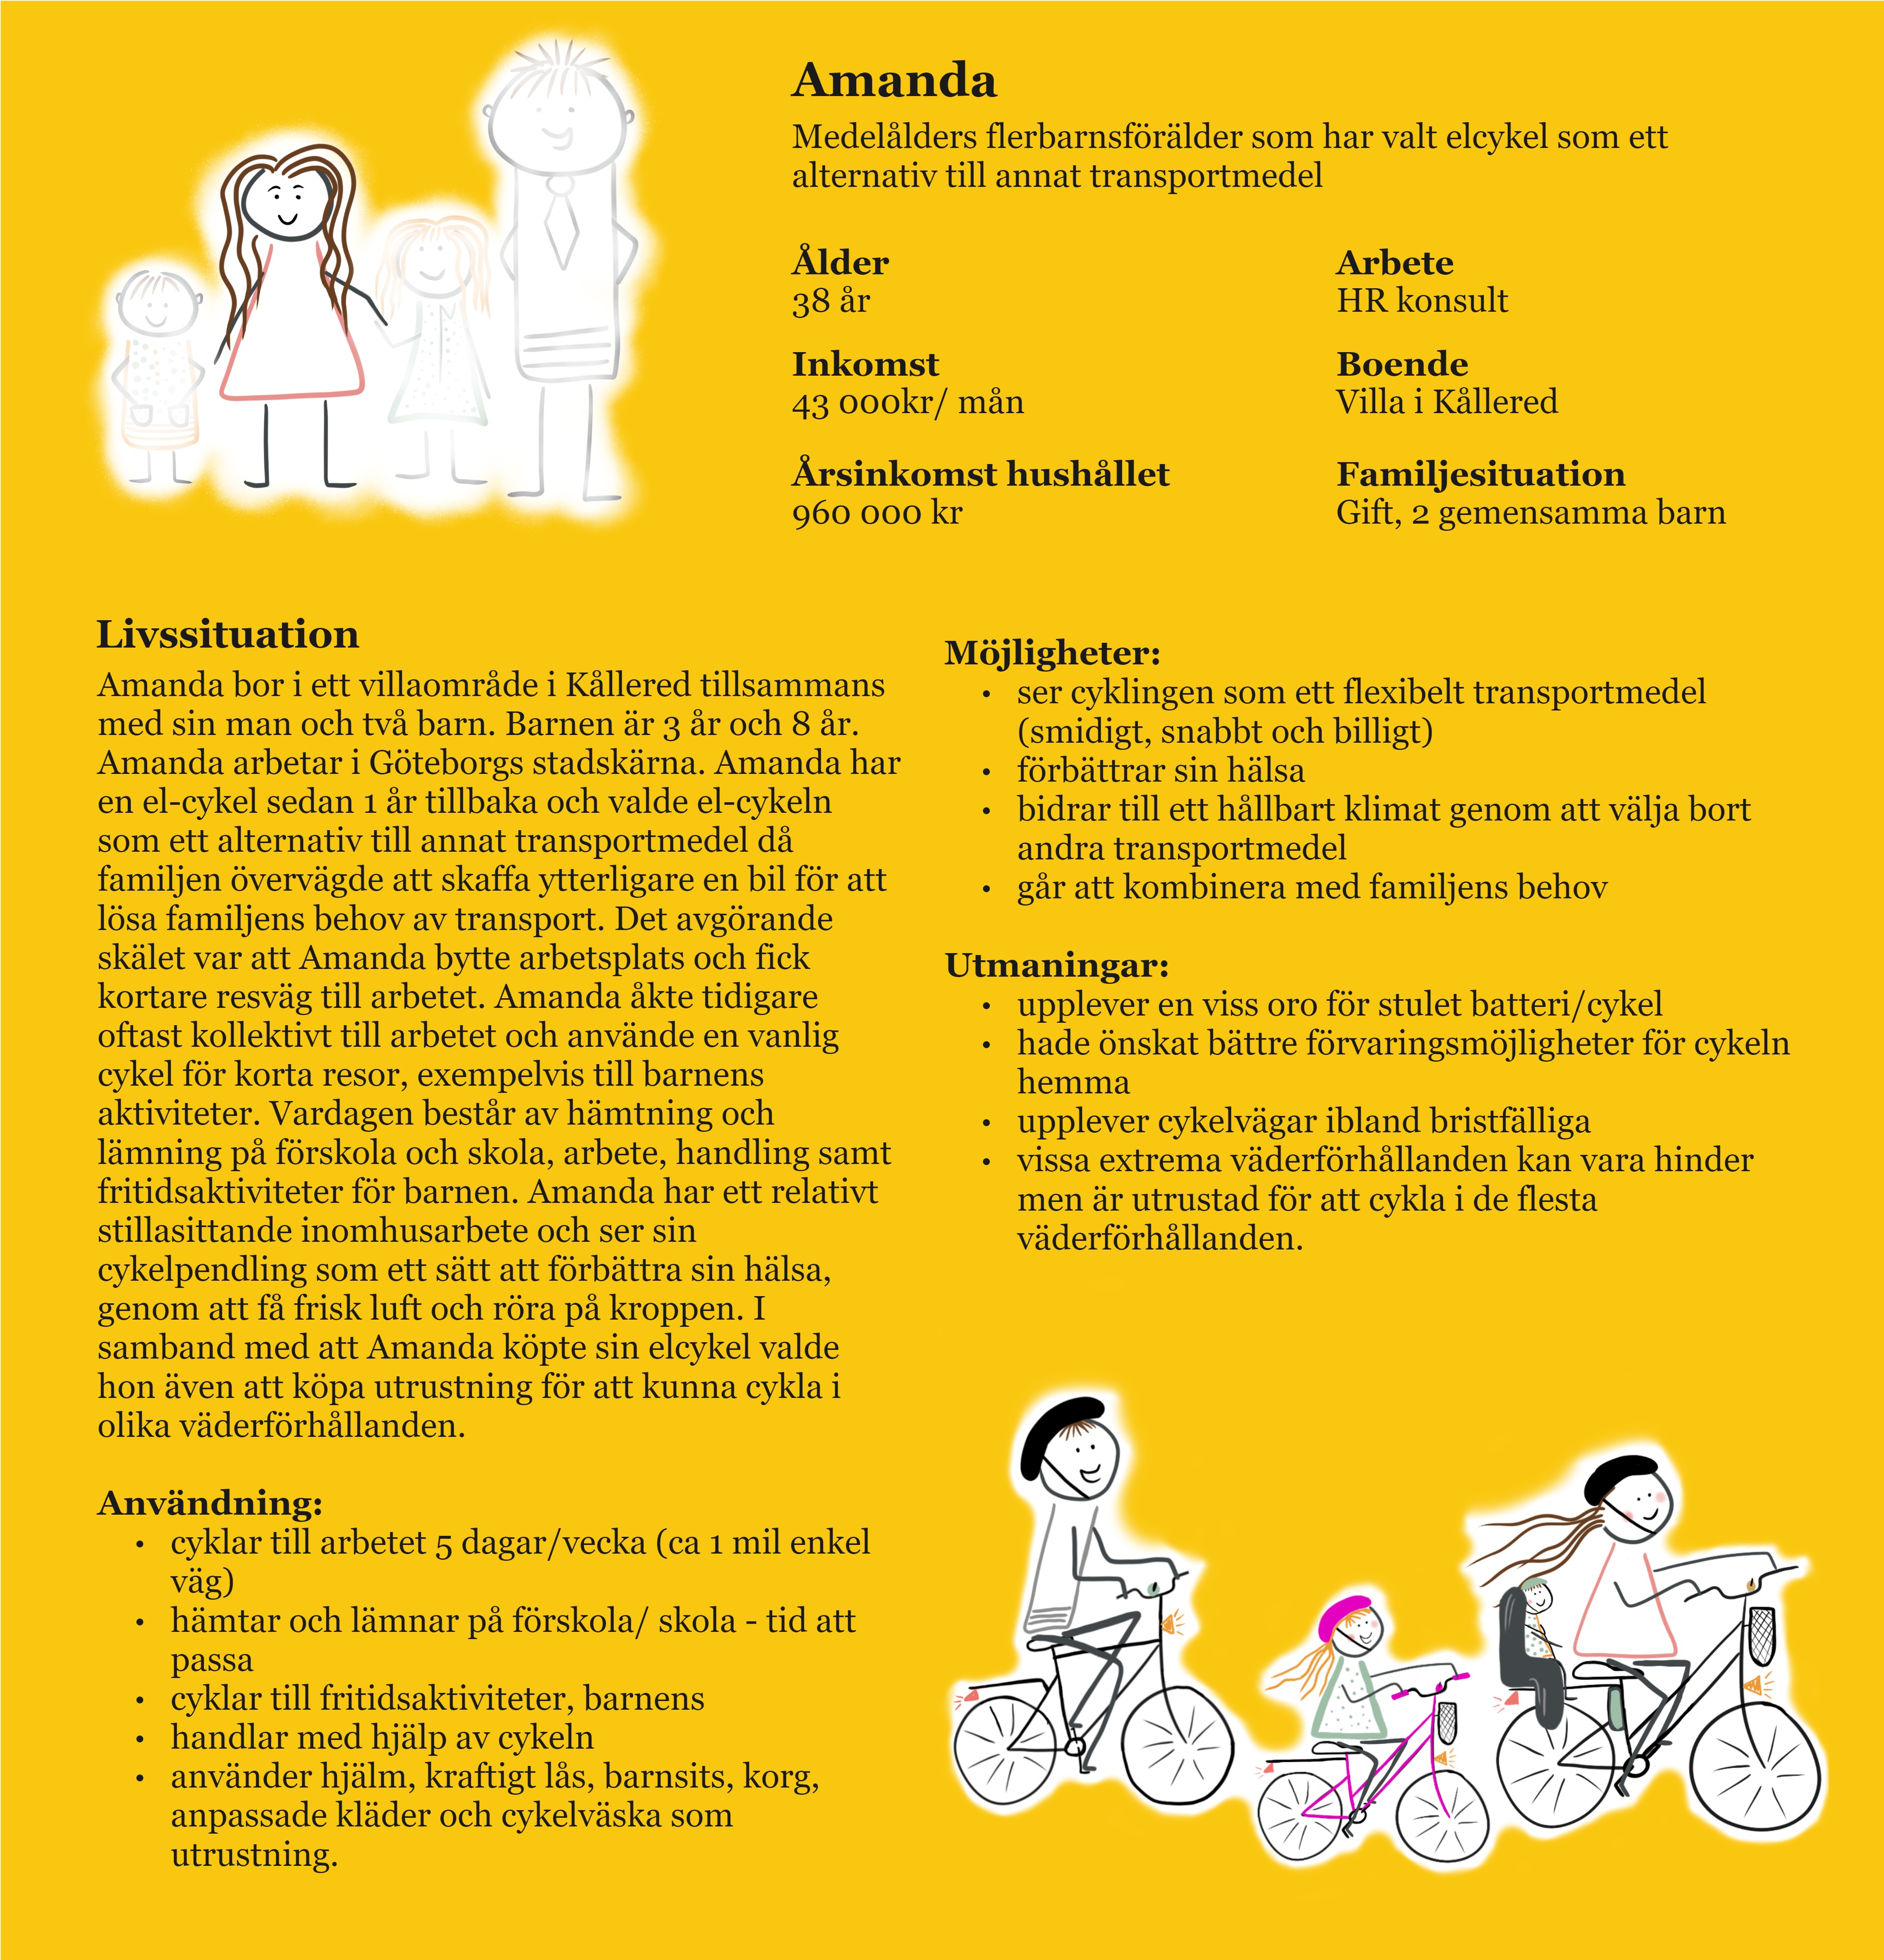 Amanda
Medelålders flerbarnsförälder som har valt elcykel som ett
alternativ till annat transportmedel
Ålder
38 år
Arbete
HR konsult
Inkomst
43 000kr/ mån
Boende
Villa i Kållered
Årsinkomst hushållet
960 000 kr
Familjesituation
Gift, 2 gemensamma barn
Livssituation
Amanda bor i ett villaområde i Kållered tillsammans
med sin man och två barn. Barnen är 3 år och 8 år.
Amanda arbetar i Göteborgs stadskärna. Amanda har
en el-cykel sedan 1 år tillbaka och valde el-cykeln
som ett alternativ till annat transportmedel då
familjen övervägde att skaffa ytterligare en bil för att
lösa familjens behov av transport. Det avgörande
skälet var att Amanda bytte arbetsplats och fick
kortare resväg till arbetet. Amanda åkte tidigare
oftast kollektivt till arbetet och använde en vanlig
cykel för korta resor, exempelvis till barnens
aktiviteter. Vardagen består av hämtning och
lämning på förskola och skola, arbete, handling samt
fritidsaktiviteter för barnen. Amanda har ett relativt
stillasittande inomhusarbete och ser sin
cykelpendling som ett sätt att förbättra sin hälsa,
genom att få frisk luft och röra på kroppen. I
samband med att Amanda köpte sin elcykel valde
hon även att köpa utrustning för att kunna cykla i
olika väderförhållanden.
Användning:
• cyklar till arbetet 5 dagar/vecka (ca 1 mil enkel
väg)
• hämtar och lämnar på förskola/ skola - tid att
passa
• cyklar till fritidsaktiviteter, barnens
• handlar med hjälp av cykeln
• använder hjälm, kraftigt lås, barnsits, korg,
anpassade kläder och cykelväska som
utrustning.
Möjligheter:
• ser cyklingen som ett flexibelt transportmedel
(smidigt, snabbt och billigt)
• förbättrar sin hälsa
• bidrar till ett hållbart klimat genom att välja bort
andra transportmedel
• går att kombinera med familjens behov
Utmaningar:
• upplever en viss oro för stulet batteri/cykel
• hade önskat bättre förvaringsmöjligheter för cykeln
hemma
• upplever cykelvägar ibland bristfälliga
• vissa extrema väderförhållanden kan vara hinder
men är utrustad för att cykla i de flesta
väderförhållanden.